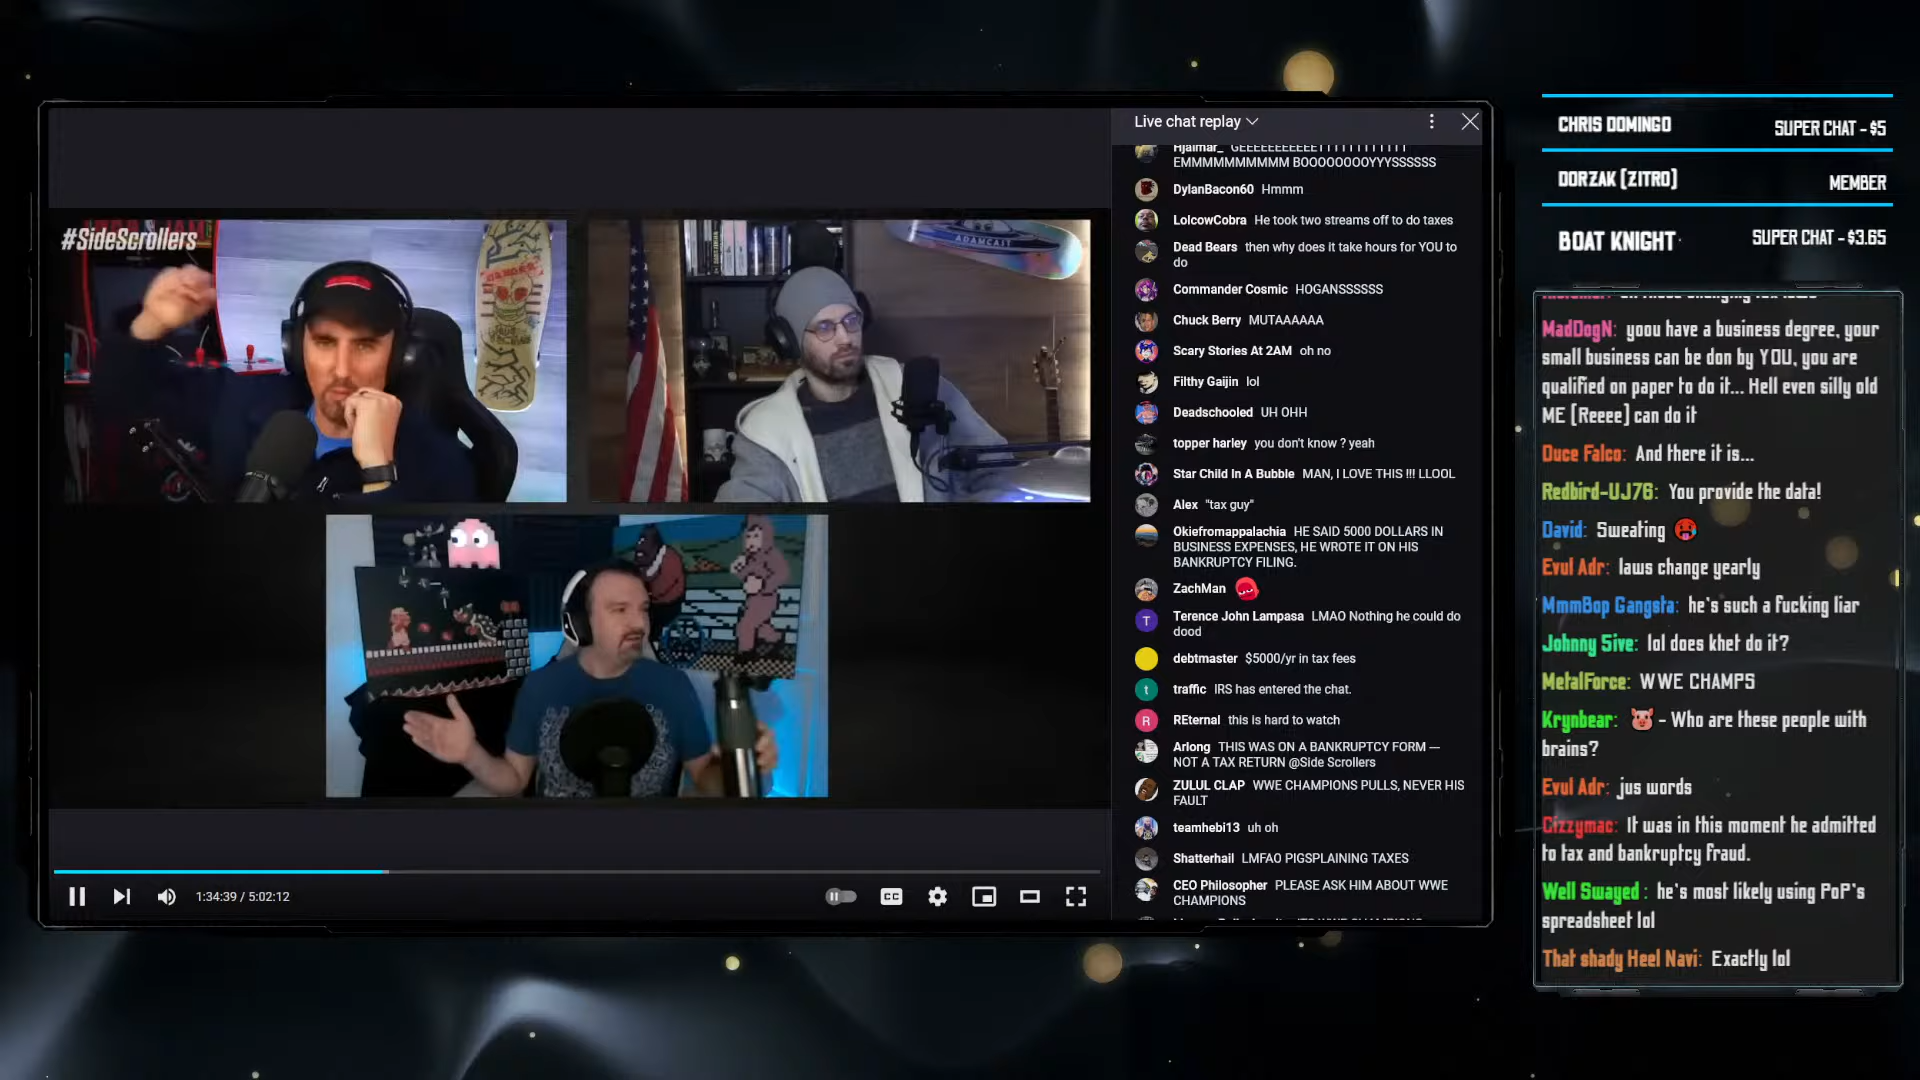 #SideScrollers
ADAMCAIT
Live chat replay
Hjalmar_ GEEEEEEEEEETTTTTTTTTTTT
EMMMMMMMMMM BOOOOOOOOYYYSSSSSS
DylanBacon60 Hmmm
LolcowCobra He took two streams off to do taxes
Dead Bears then why does it take hours for YOU to
do
Commander Cosmic HOGANSSSSSS
Chuck Berry MUTAAAAAA
Scary Stories At 2AM oh no
Filthy Gaijin lol
Deadschooled UH OHH
topper harley you don't know ? yeah
Star Child In A Bubble MAN, I LOVE THIS !!! LLOOL
Alex "tax guy"
Okiefromappalachia HE SAID 5000 DOLLARS IN
BUSINESS EXPENSES, HE WROTE IT ON HIS
BANKRUPTCY FILING.
ZachMan
T Terence John Lampasa LMAO Nothing he could do
dood
debtmaster $5000/yr in tax fees
t traffic IRS has entered the chat.
R REternal this is hard to watch
Arlong THIS WAS ON A BANKRUPTCY FORM —
NOT A TAX RETURN @Side Scrollers
ZULUL CLAP WWE CHAMPIONS PULLS, NEVER HIS
FAULT
teamhebi13 uh oh
Shatterhail LMFAO PIGSPLAINING TAXES
CEO Philosopher PLEASE ASK HIM ABOUT WWE
CHAMPIONS
1:34:39 / 5:02:12
CC
CHRIS DOMINGO SUPER CHAT - $5
DORZAK [ZITRO] MEMBER
BOAT KNIGHT SUPER CHAT - $3.65
MadDogN: yoou have a business degree, your
small business can be don by YOU, you are
qualified on paper to do it... Hell even silly old
ME [Reeee] can do it
Duce Falco: And there it is...
Redbird-UJ76: You provide the data!
David: Sweating 🥵
Evul Adr: laws change yearly
MmmBop Gangsta: he's such a fucking liar
Johnny 5ive: lol does khet do it?
MetalForce: WWE CHAMPS
Krynbear: 🐷 - Who are these people with
brains?
Evul Adr: jus words
Cizzymac: It was in this moment he admitted
to tax and bankruptcy fraud.
Well Swayed : he's most likely using PoP's
spreadsheet lol
That shady Heel Navi: Exactly lol